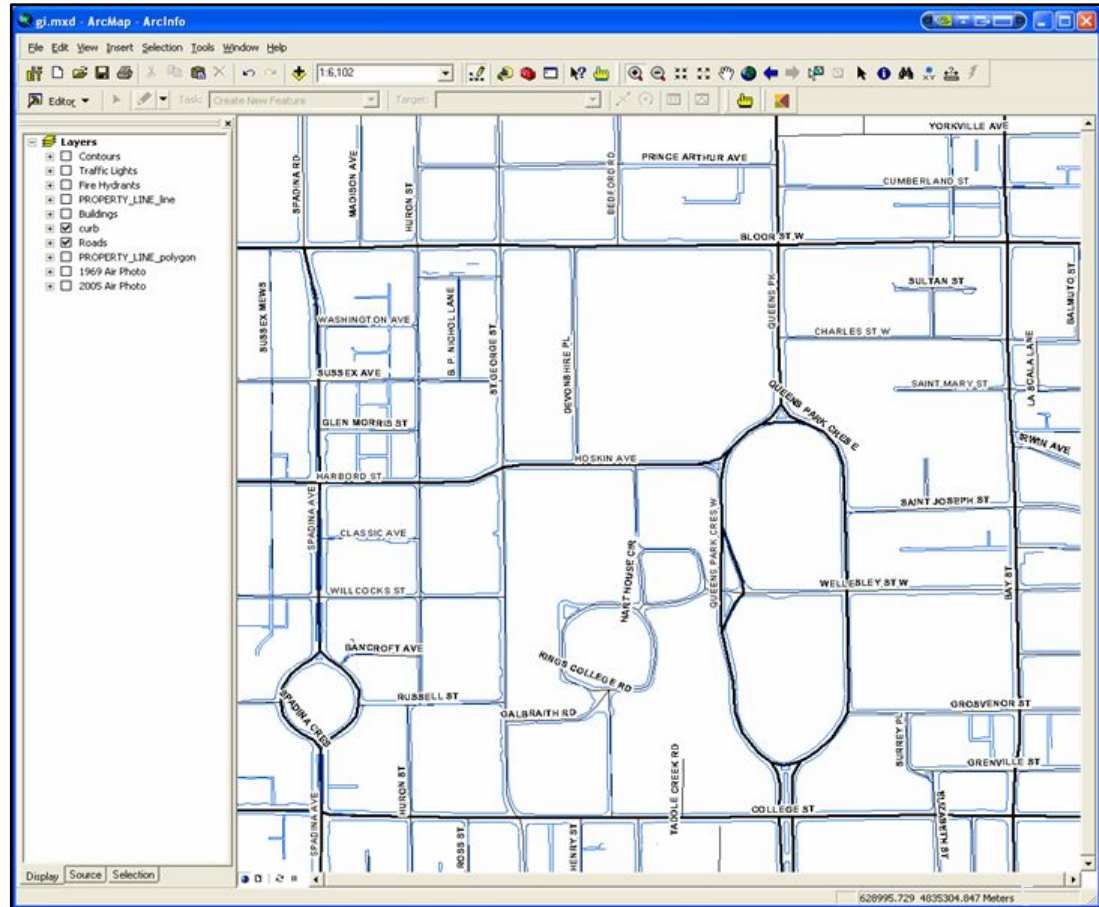 gi.mxd - ArcMap - ArcInfo
File Edit View Insert Selection Tools Window Help
1:6,102
Editor Task: Create New Feature Target:
Layers
Contours
Traffic Lights
Fire Hydrants
PROPERTY_LINE_line
Buildings
curb
Roads
PROPERTY_LINE_polygon
1969 Air Photo
2005 Air Photo
YORKVILLE AVE
PRINCE ARTHUR AVE
CUMBERLAND ST
SPADINA RD
MADISON AVE
HURON ST
BEDFORD RD
BLOOR ST W
SUSSEX MEWS
QUEENS PK
SULTAN ST
BALMUTO ST
WASHINGTON AVE
B. P. NICHOL LANE
ST GEORGE ST
DEVONSHIRE PL
CHARLES ST W
LA SCALA LANE
SUSSEX AVE
QUEENS PARK CRES E
SAINT MARY ST
GLEN MORRIS ST
IRWIN AVE
HOSKIN AVE
HARBORD ST
SPADINA AVE
QUEENS PARK CRES W
SAINT JOSEPH ST
CLASSIC AVE
HART HOUSE CIR
WILLCOCKS ST
WELLESLEY ST W
BAY ST
BANCROFT AVE
KINGS COLLEGE RD
SPADINA CRES
RUSSELL ST
GALBRAITH RD
GROSVENOR ST
SURREY PL
TADDLE CREEK RD
GRENVILLE ST
HURON ST
ELIZABETH ST
SPADINA AVE
COLLEGE ST
ROSS ST
HENRY ST
Display Source Selection
628995.729 4835304.847 Meters